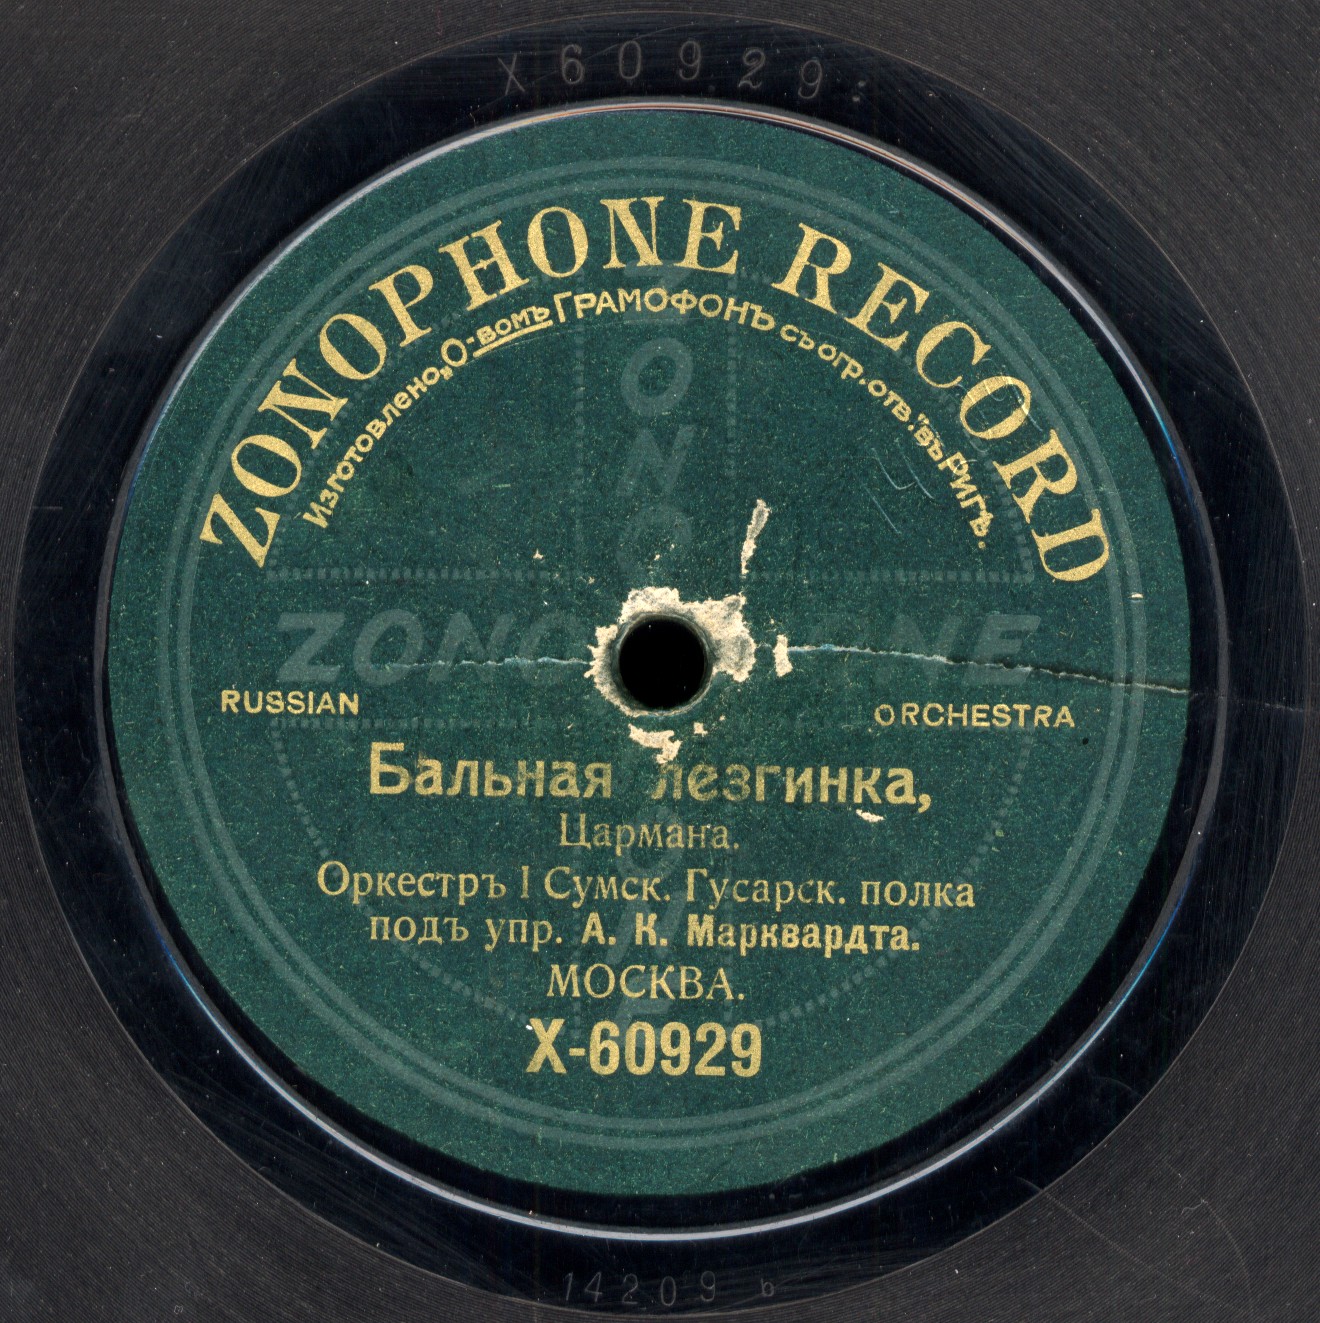 X 60929:
ZONOPHONE RECORD
Изготовлено „О-вомъ Грамофонъ съ огр. отв." въ Ригѣ.
ZONO
ZONOPHONE
RUSSIAN ORCHESTRA
Бальная лезгинка,
Цармана.
Оркестръ I Сумск. Гусарск. полка
подъ упр. А. К. Марквардта.
МОСКВА.
X-60929
14209 b